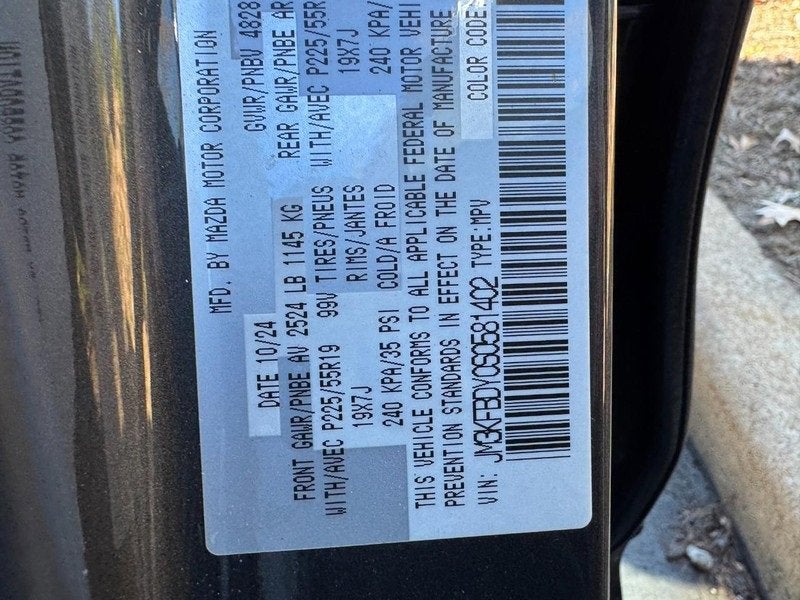 MFD. BY MAZDA MOTOR CORPORATION
DATE 10/24 GVWR/PNBV 4828
FRONT GAWR/PNBE AV 2524 LB 1145 KG REAR GAWR/PNBE AR
WITH/AVEC P225/55R19 99V TIRES/PNEUS WITH/AVEC P225/55R
19X7J RIMS/JANTES 19X7J
240 KPA/35 PSI COLD/A FROID 240 KPA/
THIS VEHICLE CONFORMS TO ALL APPLICABLE FEDERAL MOTOR VEHI
PREVENTION STANDARDS IN EFFECT ON THE DATE OF MANUFACTURE
VIN: JM3KFBDY0S0581402 TYPE:MPV COLOR CODE: